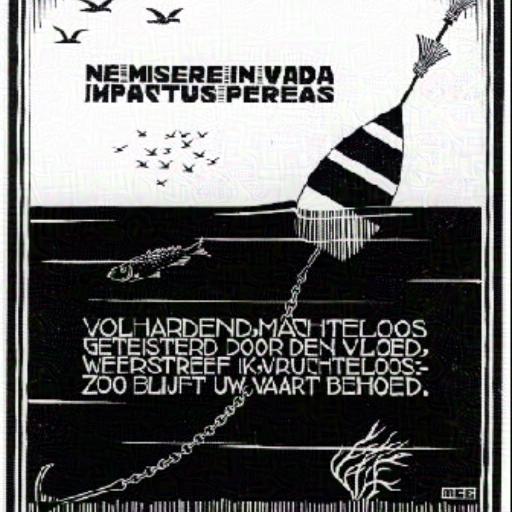 NE MISERE IN VADA
IMPACTUS PEREAS
VOLHARDEND, MACHTELOOS
GETEISTERD DOOR DEN VLOED,
WEERSTREEF IK, VRUCHTELOOS:-
ZOO BLIJFT UW VAART BEHOED.
MCE